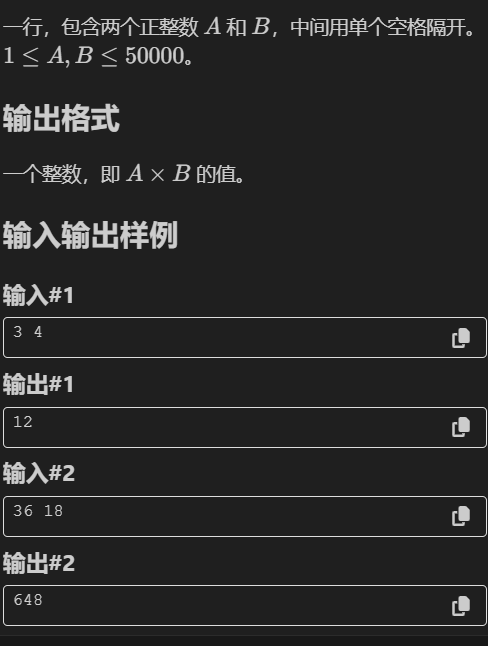 一行，包含两个正整数 A 和 B，中间用单个空格隔开。
1 ≤ A, B ≤ 50000。
输出格式
一个整数，即 A × B 的值。
输入输出样例
输入#1
3 4
输出#1
12
输入#2
36 18
输出#2
648